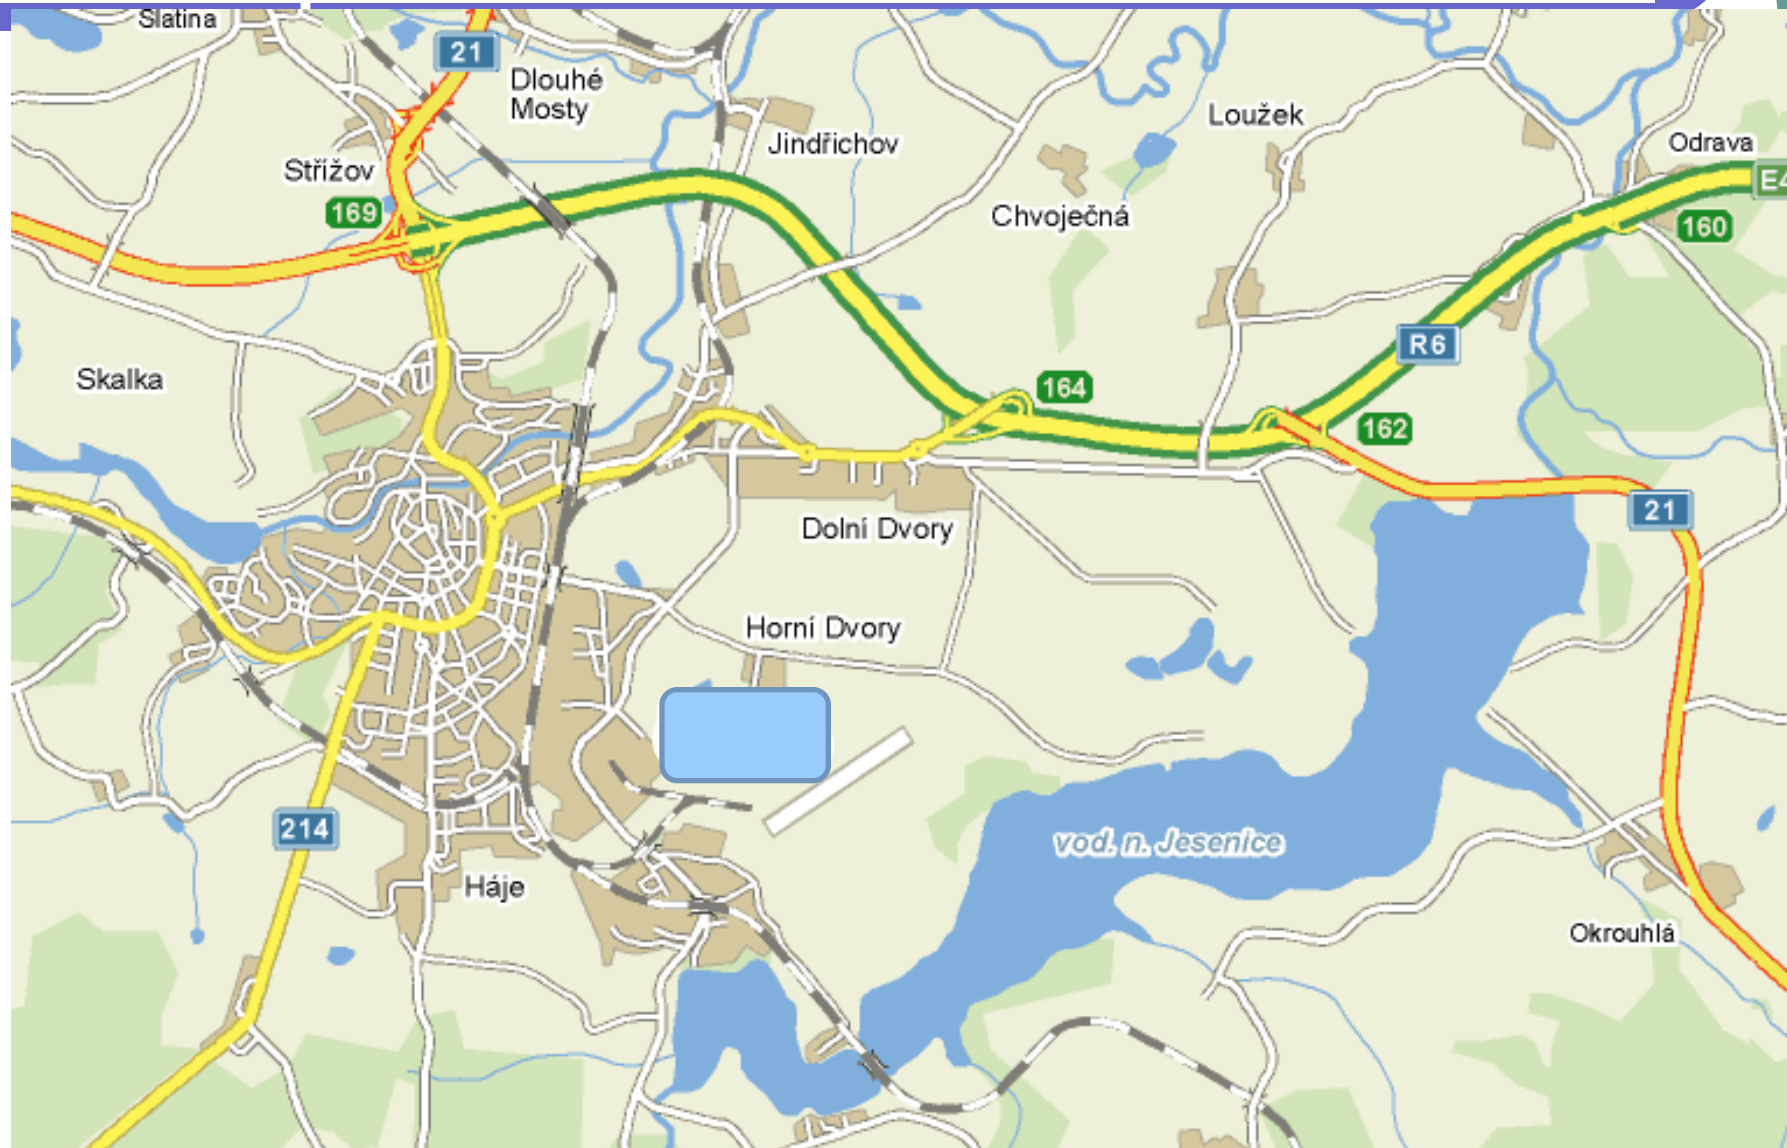 Slatina
21
Dlouhé
Mosty
Jindřichov
Loužek
Odrava
Střížov
E4
169
Chvoječná
160
R6
Skalka
164
162
21
Dolní Dvory
Horní Dvory
214
vod. n. Jesenice
Háje
Okrouhlá